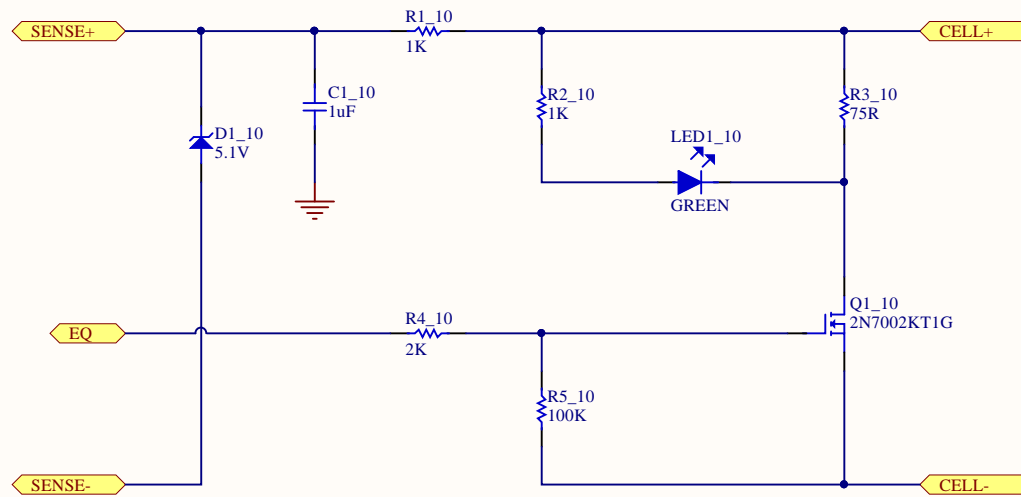 SENSE+
R1_10
1K
CELL+
C1_10
1uF
R2_10
1K
R3_10
75R
D1_10
5.1V
LED1_10
GREEN
EQ
R4_10
2K
Q1_10
2N7002KT1G
R5_10
100K
SENSE-
CELL-